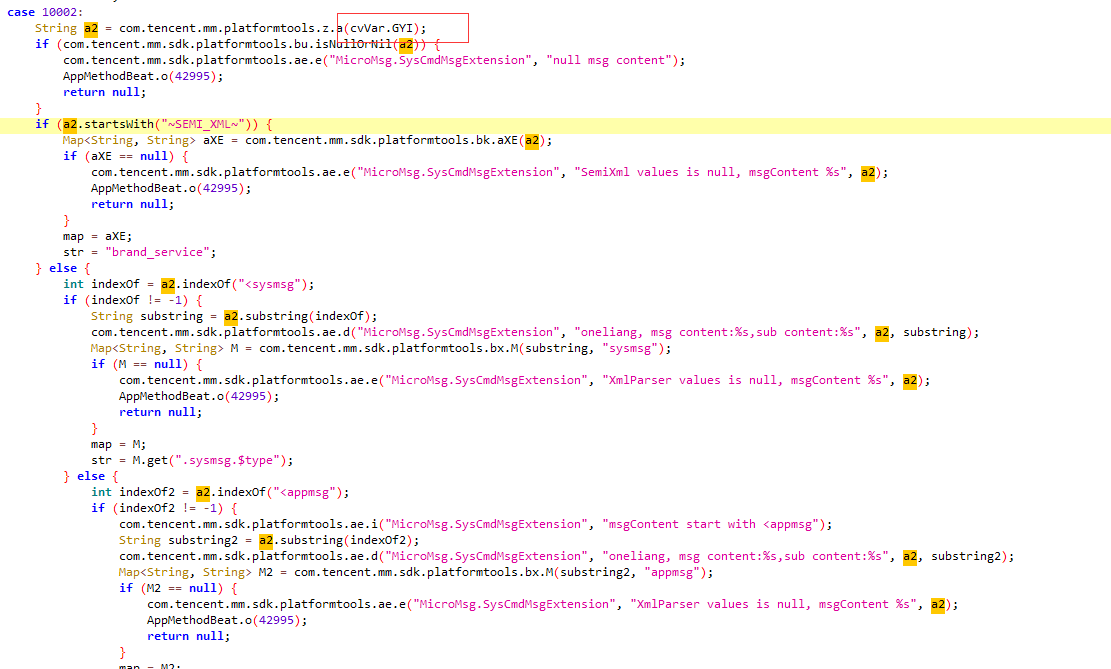 case 10002:
String a2 = com.tencent.mm.platformtools.z.a(cvVar.GYI);
if (com.tencent.mm.sdk.platformtools.bu.isNullOrNil(a2)) {
com.tencent.mm.sdk.platformtools.ae.e("MicroMsg.SysCmdMsgExtension", "null msg content");
AppMethodBeat.o(42995);
return null;
}
if (a2.startsWith("~SEMI_XML~")) {
Map<String, String> aXE = com.tencent.mm.sdk.platformtools.bk.aXE(a2);
if (aXE == null) {
com.tencent.mm.sdk.platformtools.ae.e("MicroMsg.SysCmdMsgExtension", "SemiXml values is null, msgContent %s", a2);
AppMethodBeat.o(42995);
return null;
}
map = aXE;
str = "brand_service";
} else {
int indexOf = a2.indexOf("<sysmsg");
if (indexOf != -1) {
String substring = a2.substring(indexOf);
com.tencent.mm.sdk.platformtools.ae.d("MicroMsg.SysCmdMsgExtension", "oneliang, msg content:%s,sub content:%s", a2, substring);
Map<String, String> M = com.tencent.mm.sdk.platformtools.bx.M(substring, "sysmsg");
if (M == null) {
com.tencent.mm.sdk.platformtools.ae.e("MicroMsg.SysCmdMsgExtension", "XmlParser values is null, msgContent %s", a2);
AppMethodBeat.o(42995);
return null;
}
map = M;
str = M.get(".sysmsg.$type");
} else {
int indexOf2 = a2.indexOf("<appmsg");
if (indexOf2 != -1) {
com.tencent.mm.sdk.platformtools.ae.i("MicroMsg.SysCmdMsgExtension", "msgContent start with <appmsg");
String substring2 = a2.substring(indexOf2);
com.tencent.mm.sdk.platformtools.ae.d("MicroMsg.SysCmdMsgExtension", "oneliang, msg content:%s,sub content:%s", a2, substring2);
Map<String, String> M2 = com.tencent.mm.sdk.platformtools.bx.M(substring2, "appmsg");
if (M2 == null) {
com.tencent.mm.sdk.platformtools.ae.e("MicroMsg.SysCmdMsgExtension", "XmlParser values is null, msgContent %s", a2);
AppMethodBeat.o(42995);
return null;
}
map = M2;